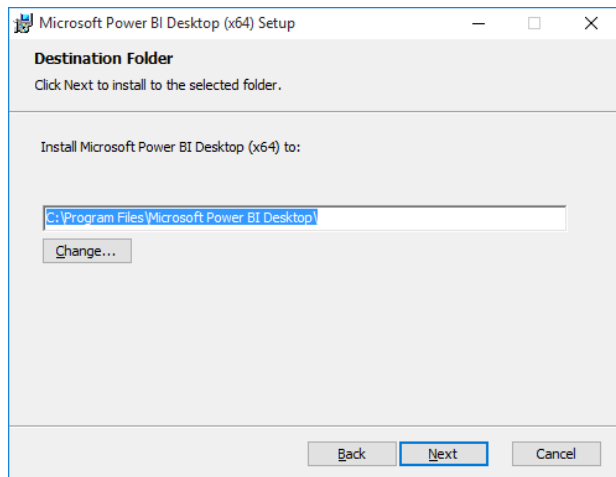 Microsoft Power BI Desktop (x64) Setup
Destination Folder
Click Next to install to the selected folder.
Install Microsoft Power BI Desktop (x64) to:
C:\Program Files\Microsoft Power BI Desktop\
Change...
Back Next Cancel